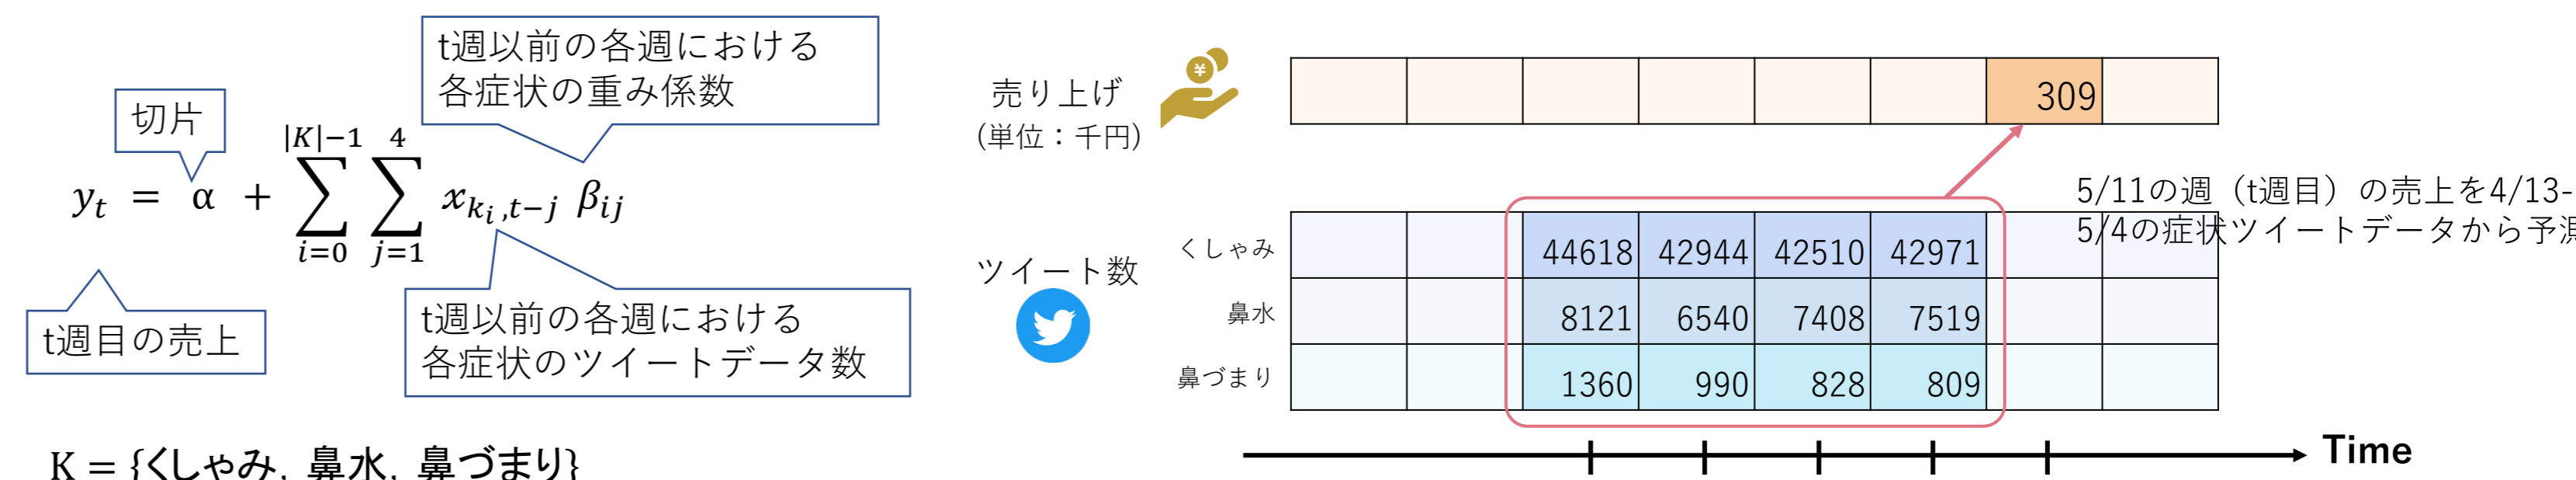 t週以前の各週における
各症状の重み係数
切片
y_t = α + \sum_{i=0}^{|K|-1} \sum_{j=1}^{4} x_{k_i,t-j} β_{ij}
t週目の売上
t週以前の各週における
各症状のツイートデータ数
K = {くしゃみ, 鼻水, 鼻づまり}
売り上げ
(単位：千円)
¥
309
5/11の週（t週目）の売上を4/13-
5/4の症状ツイートデータから予測
ツイート数
くしゃみ 44618 42944 42510 42971
鼻水 8121 6540 7408 7519
鼻づまり 1360 990 828 809
Time